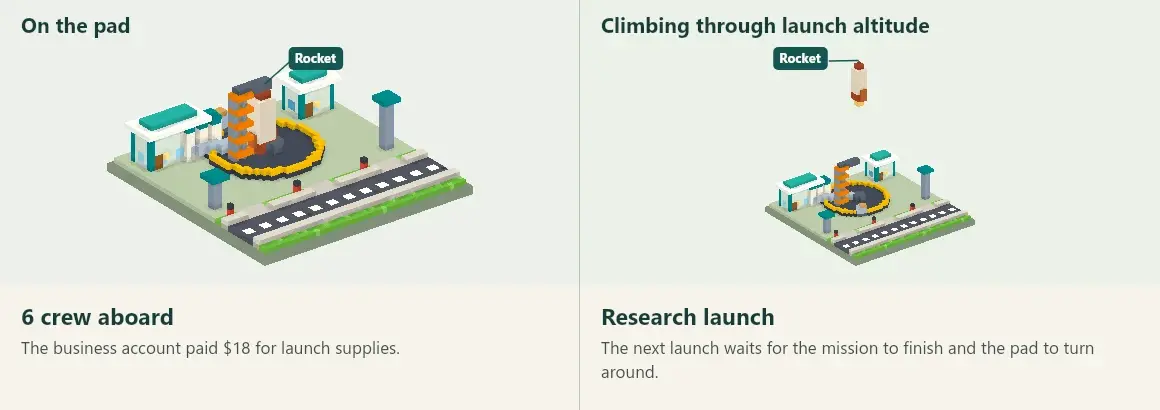 On the pad
Rocket
6 crew aboard
The business account paid $18 for launch supplies.
Climbing through launch altitude
Rocket
Research launch
The next launch waits for the mission to finish and the pad to turn
around.